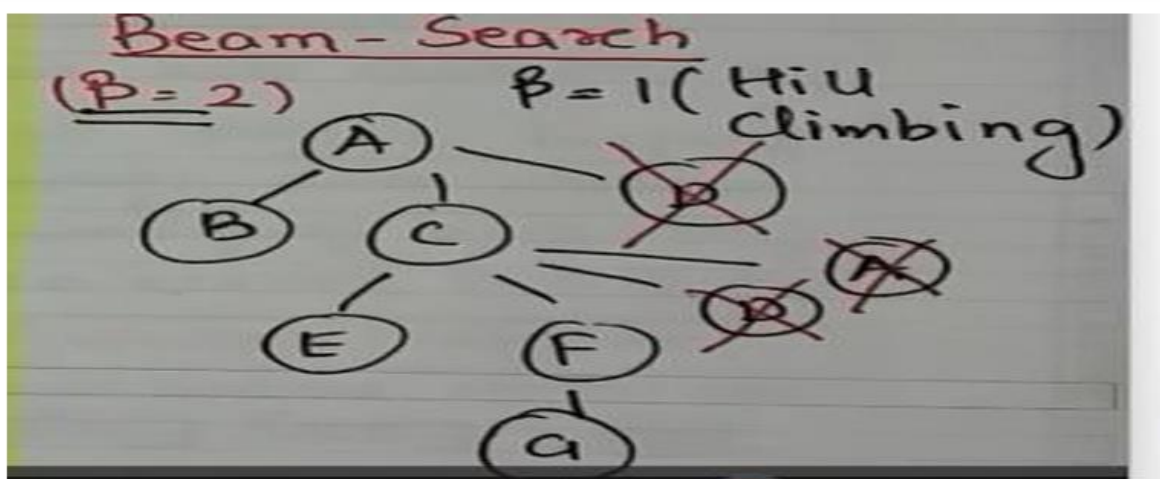 Beam-Search
(β=2) β=1(Hill
Climbing)
A
D
B C
A
D
E F
G